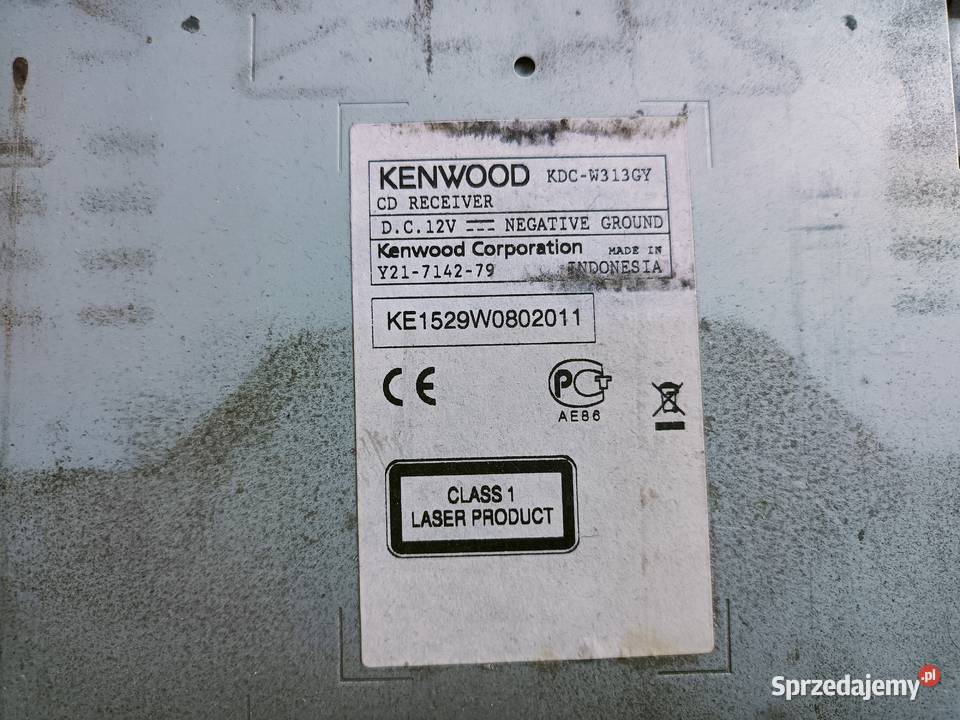 KENWOOD KDC-W313GY
CD RECEIVER
D.C.12V NEGATIVE GROUND
Kenwood Corporation MADE IN
Y21-7142-79 INDONESIA
KE1529W0802011
CE
PCT
AE86
CLASS 1
LASER PRODUCT
Sprzedajemy.pl